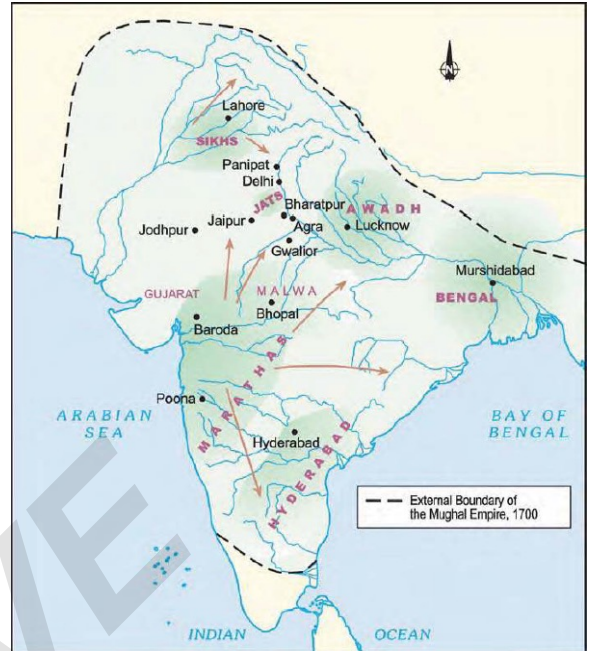 N
Lahore
SIKHS
Panipat
Delhi
JATS
Bharatpur
AWADH
Jaipur
Jodhpur
Agra
Lucknow
Gwalior
Murshidabad
GUJARAT
MALWA
BENGAL
Bhopal
Baroda
MARATHAS
Poona
ARABIAN
SEA
BAY OF
BENGAL
Hyderabad
HYDERABAD
External Boundary of
the Mughal Empire, 1700
INDIAN OCEAN